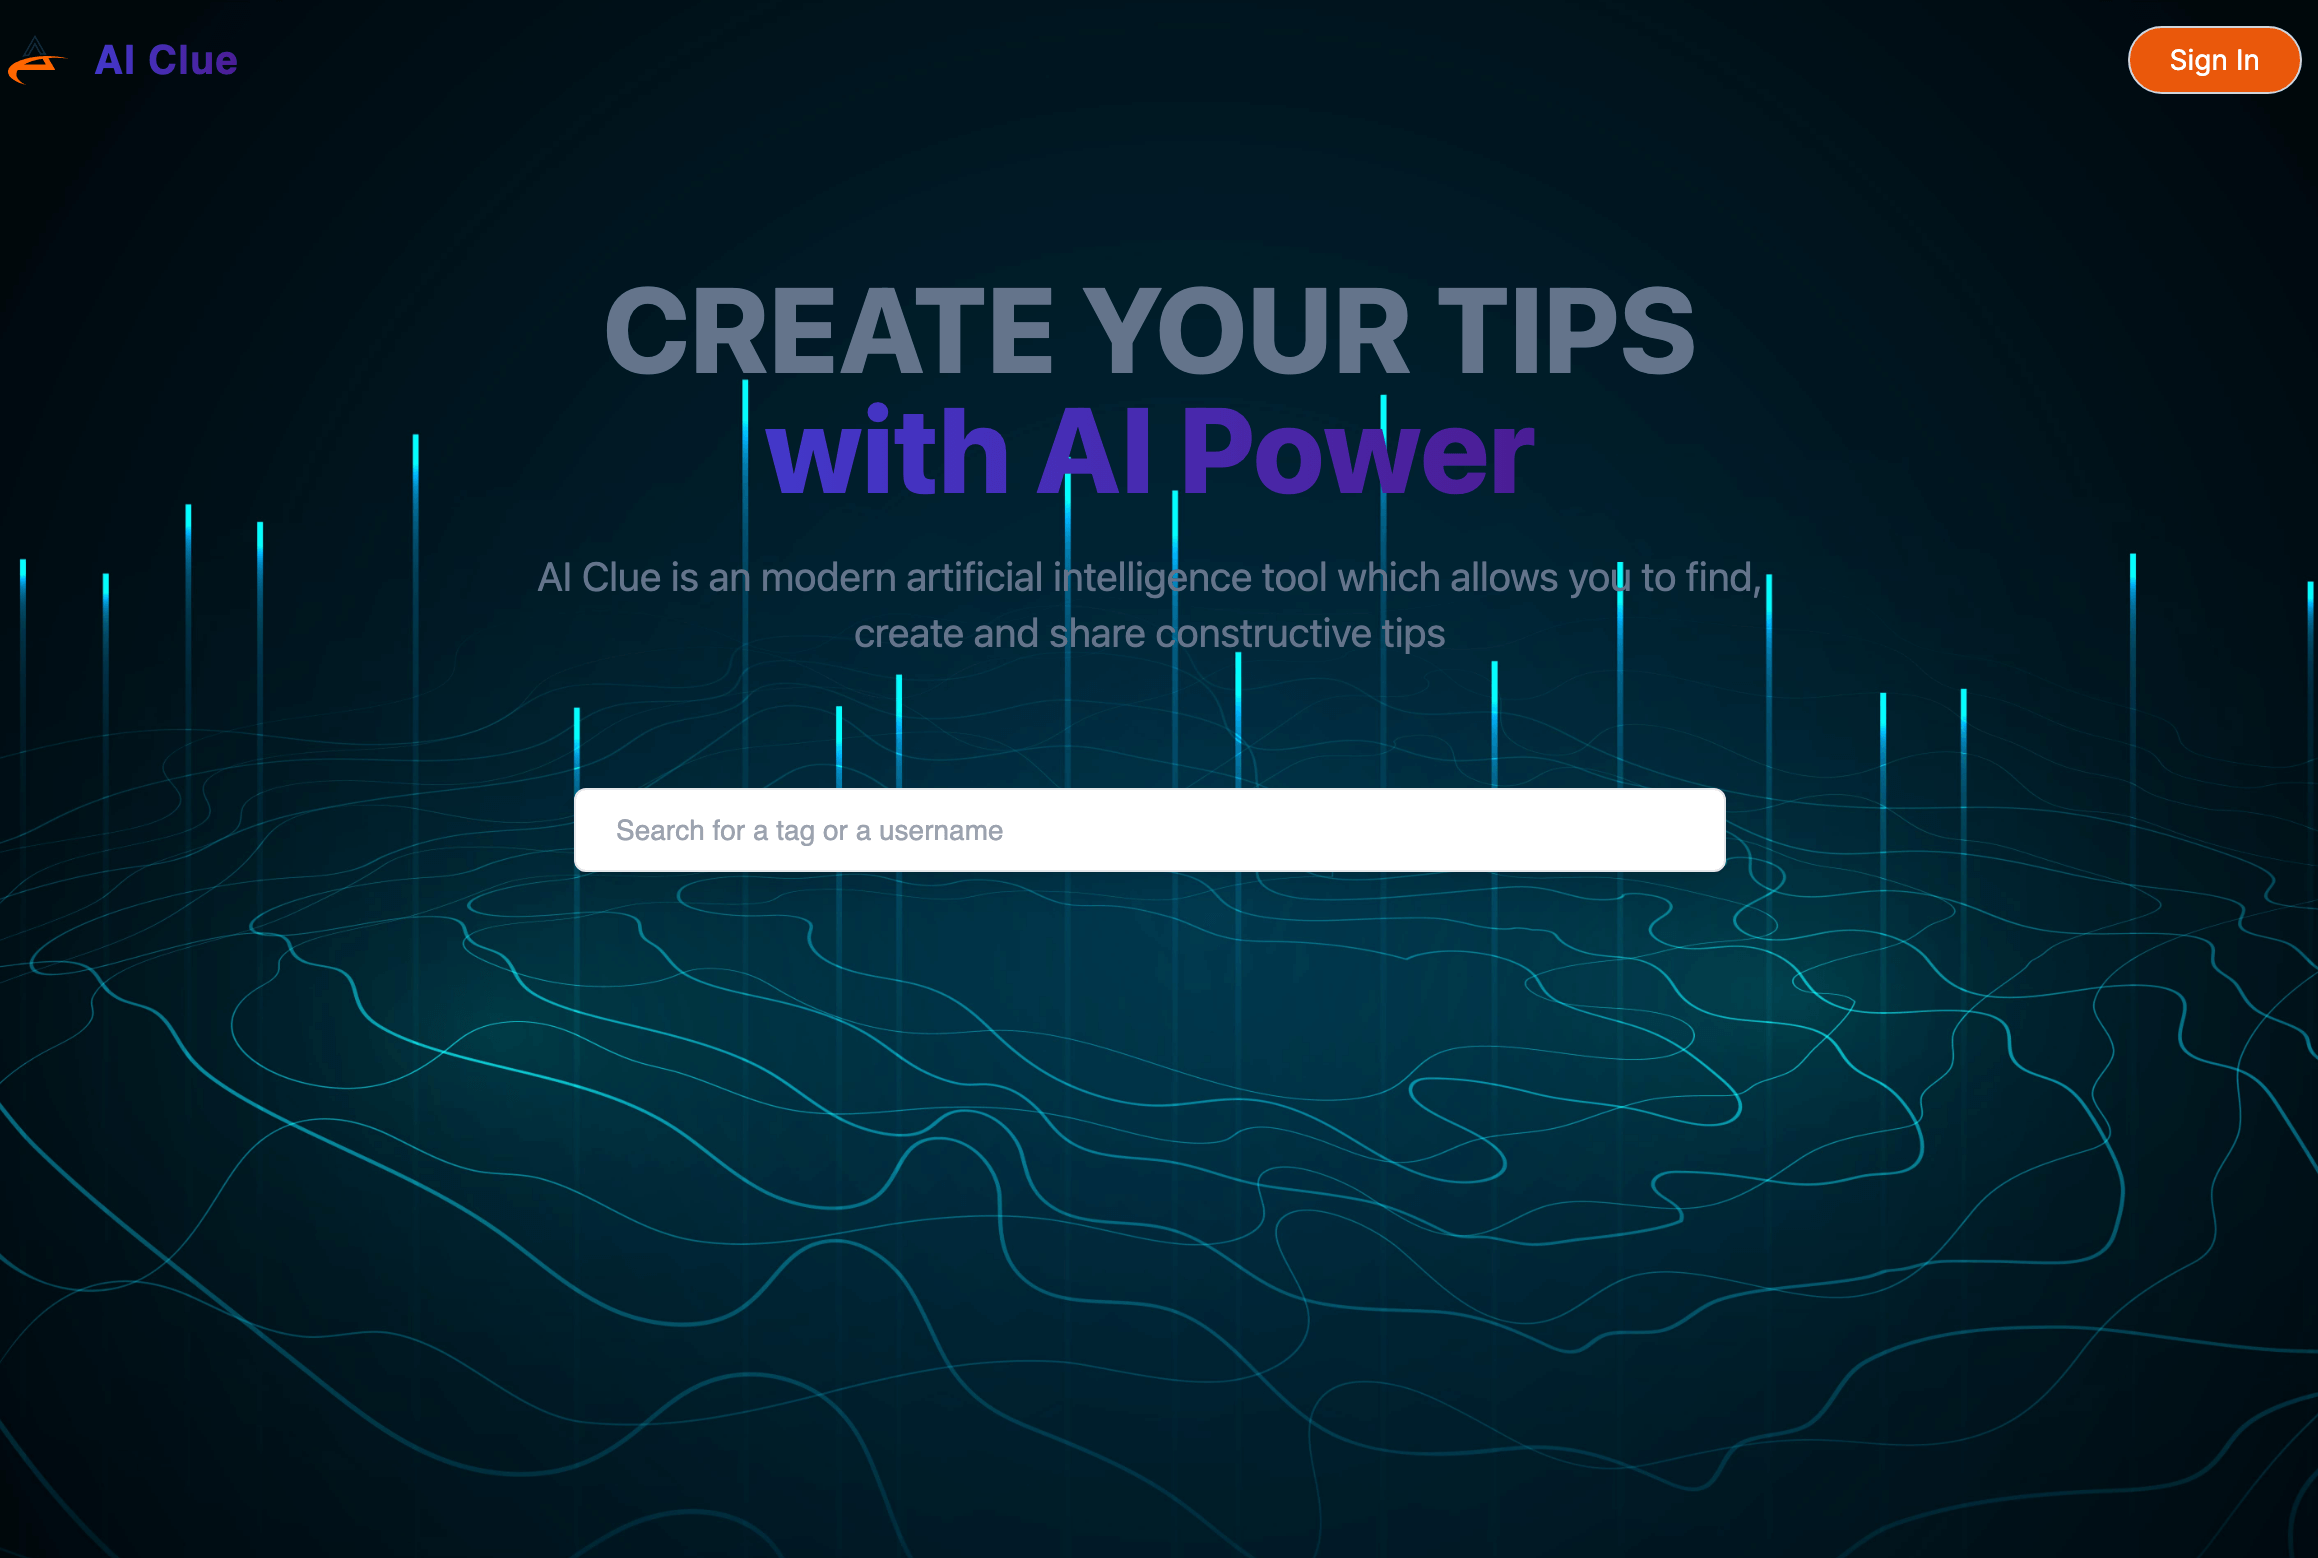 AI Clue
Sign In
CREATE YOUR TIPS
with AI Power
AI Clue is an modern artificial intelligence tool which allows you to find,
create and share constructive tips
Search for a tag or a username